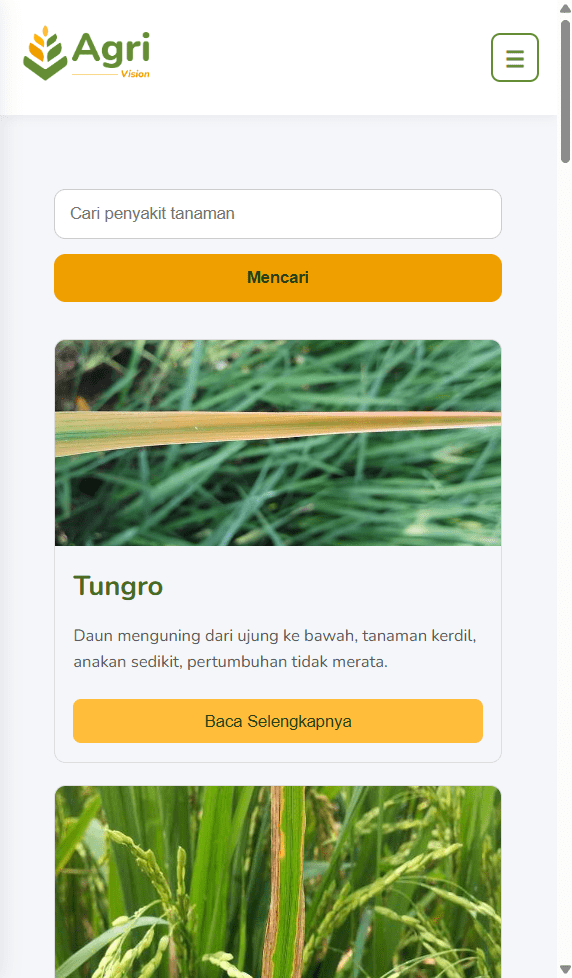 Agri
Vision
Cari penyakit tanaman
Mencari
Tungro
Daun menguning dari ujung ke bawah, tanaman kerdil,
anakan sedikit, pertumbuhan tidak merata.
Baca Selengkapnya